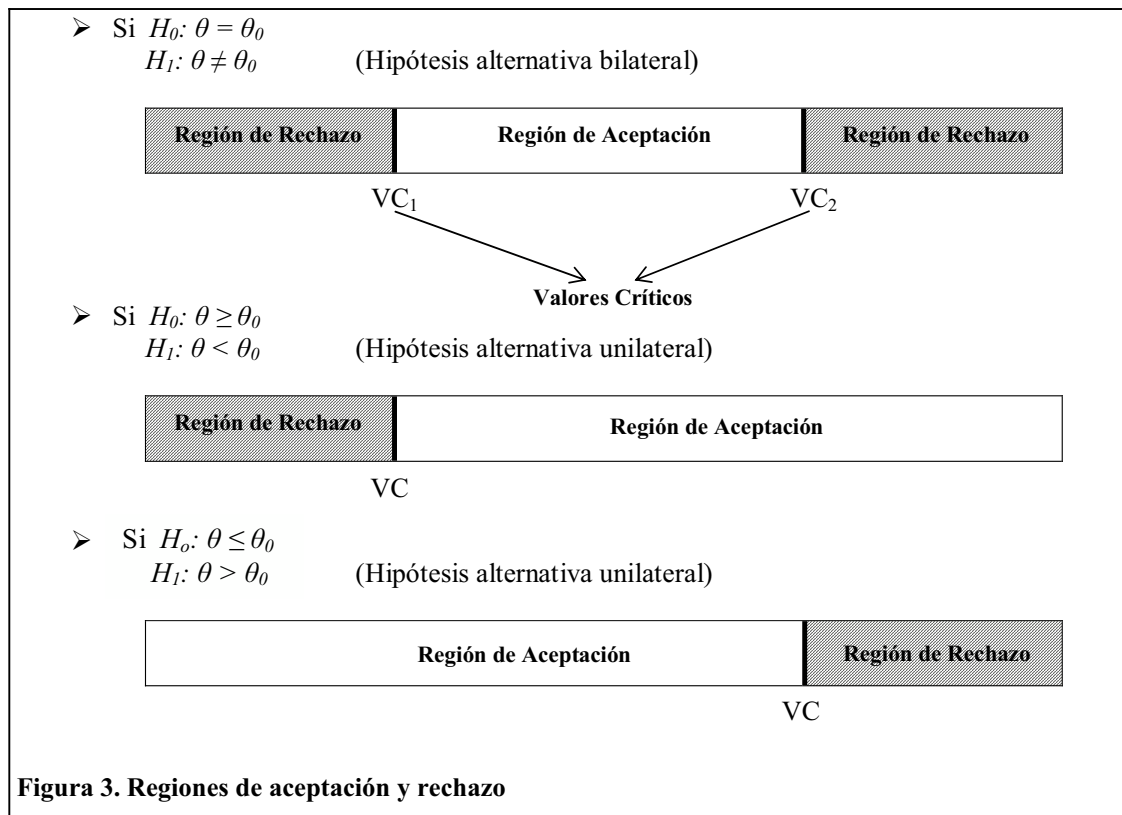 ➤ Si H₀: θ = θ₀
H₁: θ ≠ θ₀ (Hipótesis alternativa bilateral)
Región de Rechazo Región de Aceptación Región de Rechazo
VC₁ VC₂
Valores Críticos
➤ Si H₀: θ ≥ θ₀
H₁: θ < θ₀ (Hipótesis alternativa unilateral)
Región de Rechazo Región de Aceptación
VC
➤ Si Hₒ: θ ≤ θ₀
H₁: θ > θ₀ (Hipótesis alternativa unilateral)
Región de Aceptación Región de Rechazo
VC
Figura 3. Regiones de aceptación y rechazo